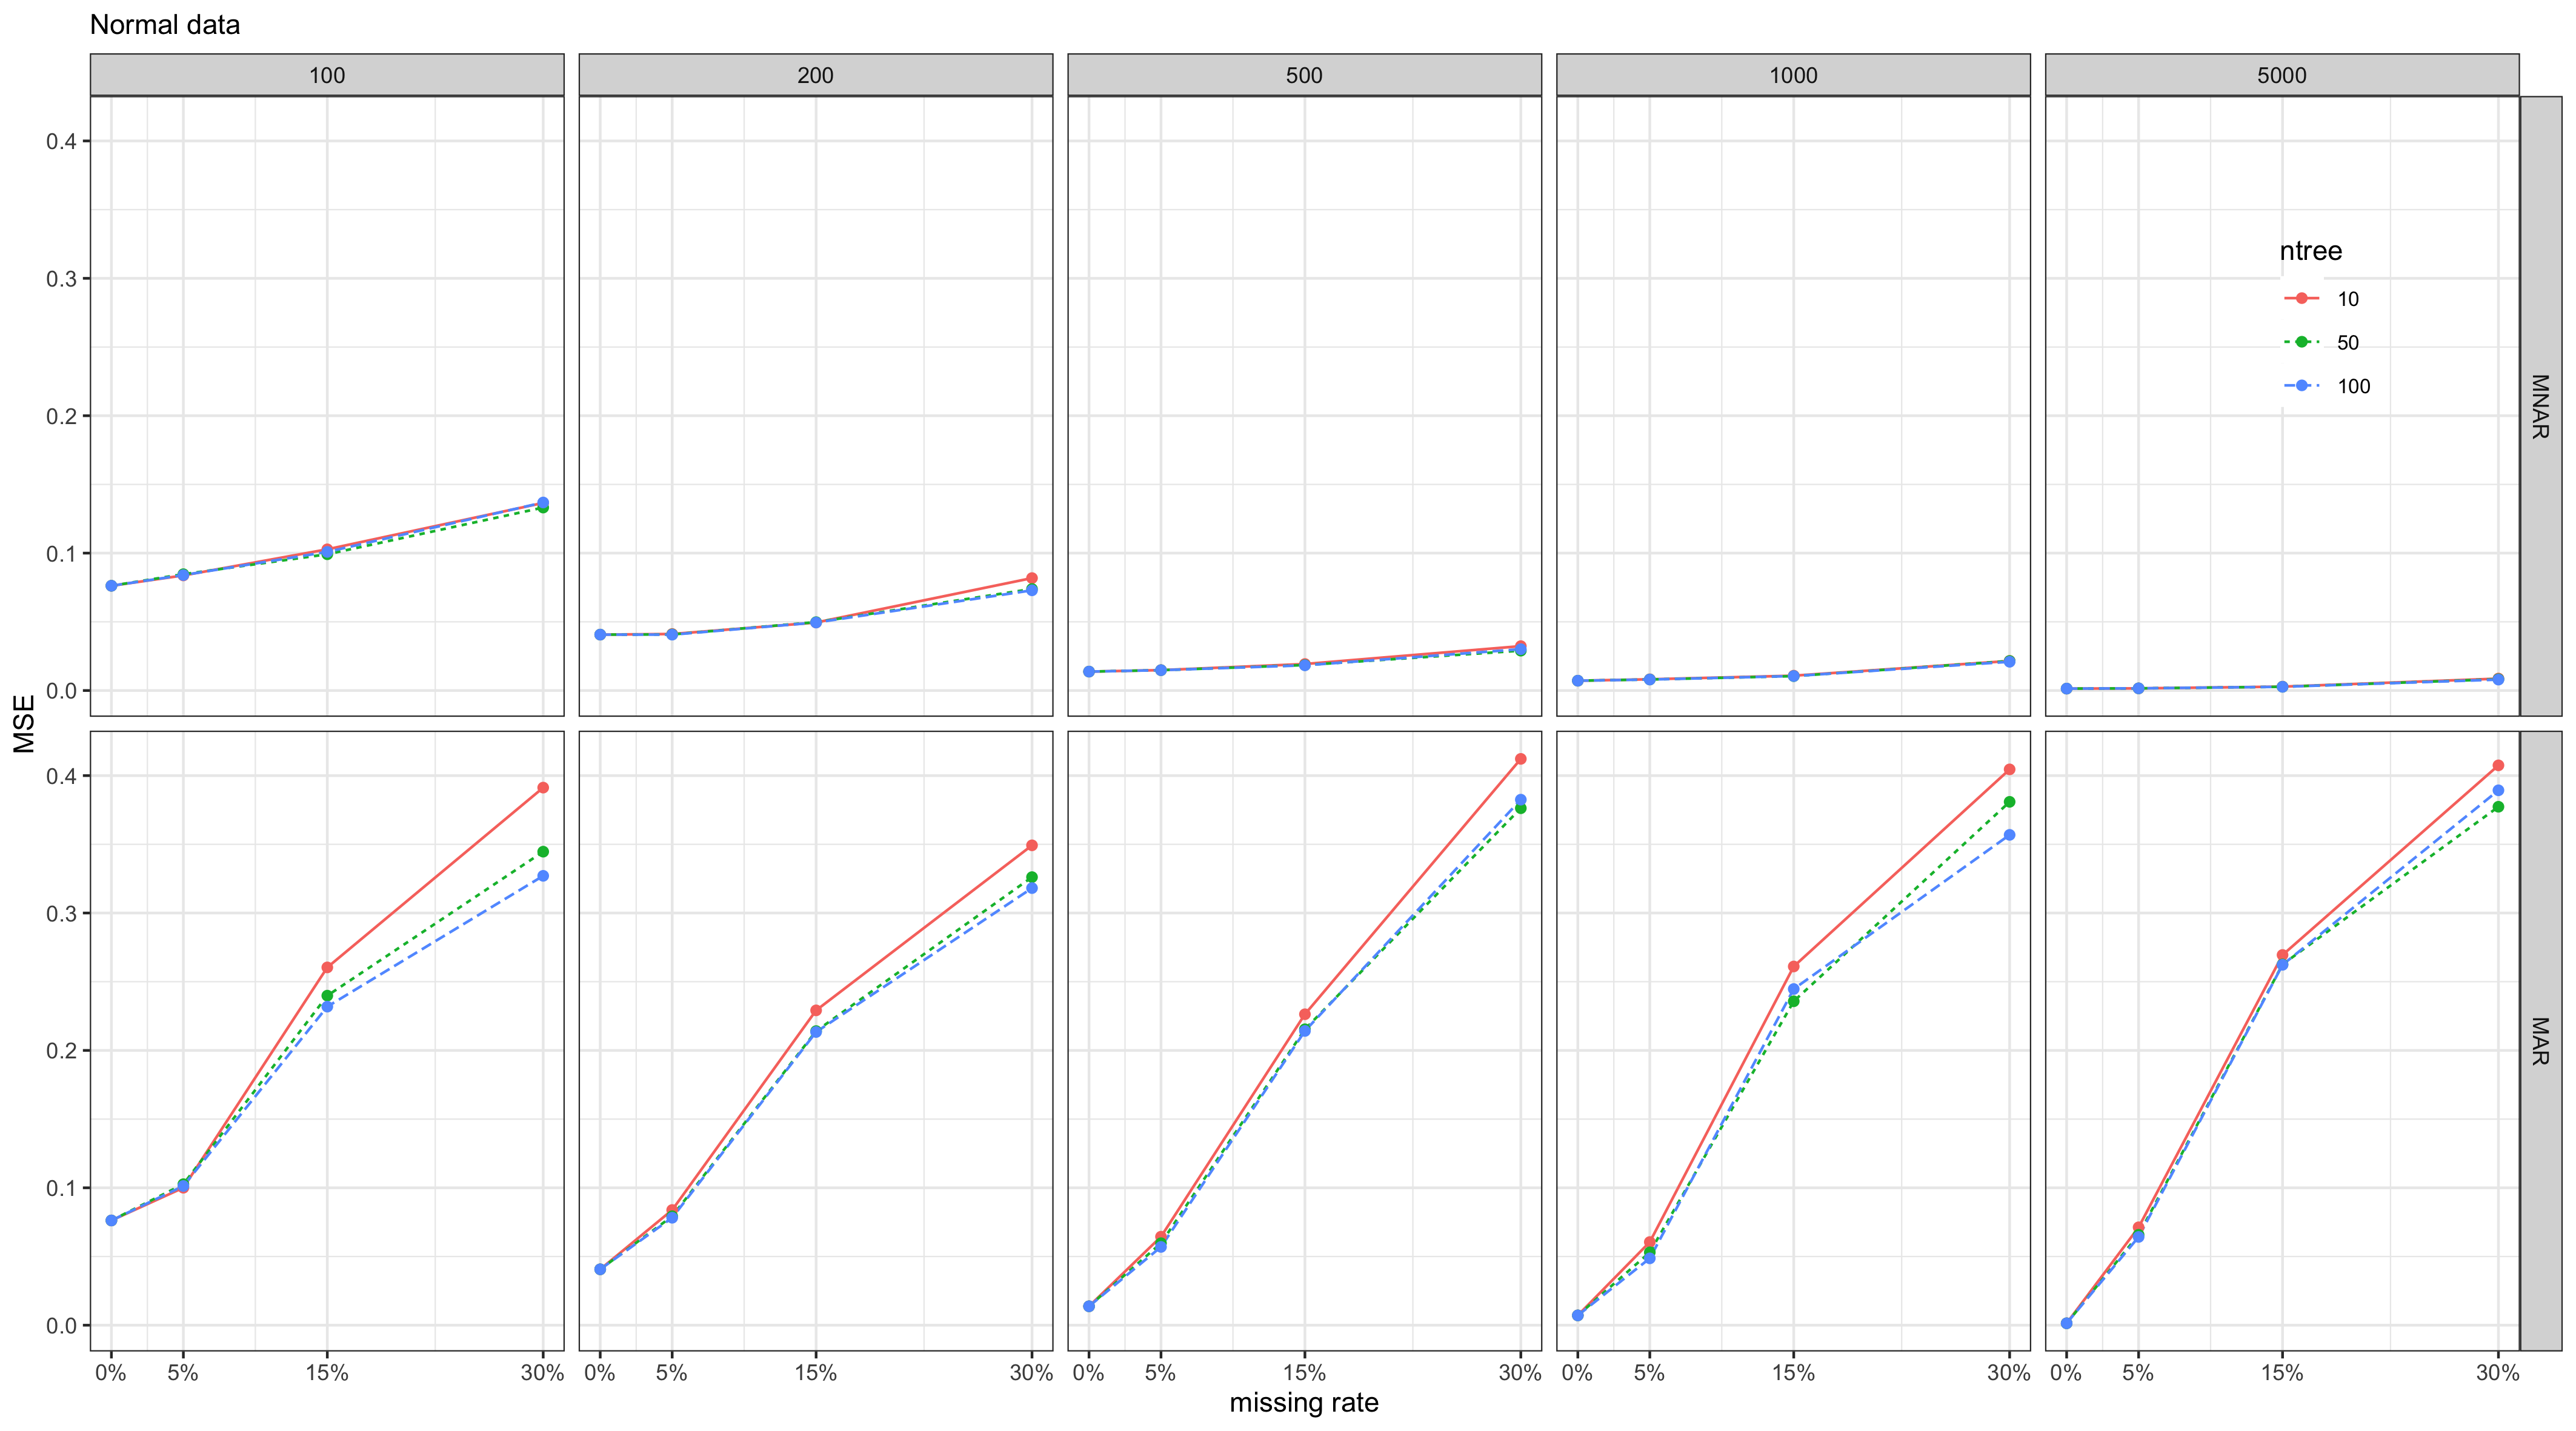 Normal data
100 200 500 1000 5000
0.4
0.3
0.2
0.1
0.0
MNAR
ntree
10
50
100
MSE
0.4
0.3
0.2
0.1
0.0
MAR
0% 5% 15% 30% 0% 5% 15% 30% 0% 5% 15% 30% 0% 5% 15% 30% 0% 5% 15% 30%
missing rate